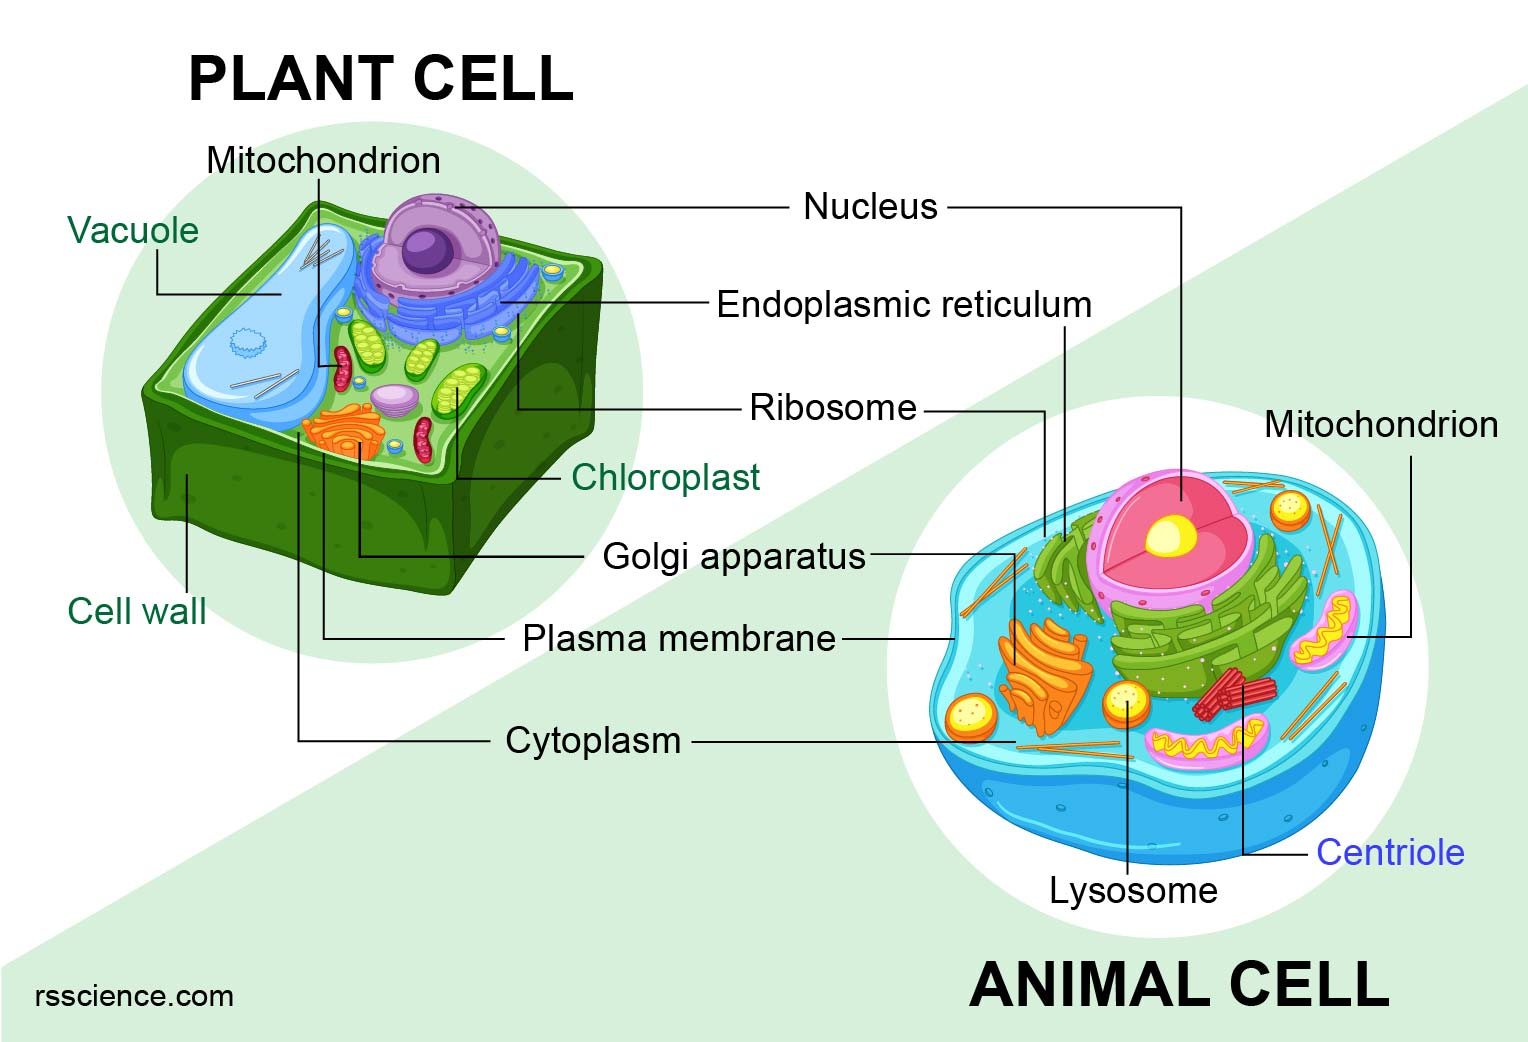 PLANT CELL
Mitochondrion
Vacuole
Nucleus
Endoplasmic reticulum
Ribosome
Mitochondrion
Chloroplast
Golgi apparatus
Cell wall
Plasma membrane
Cytoplasm
Centriole
Lysosome
ANIMAL CELL
rsscience.com